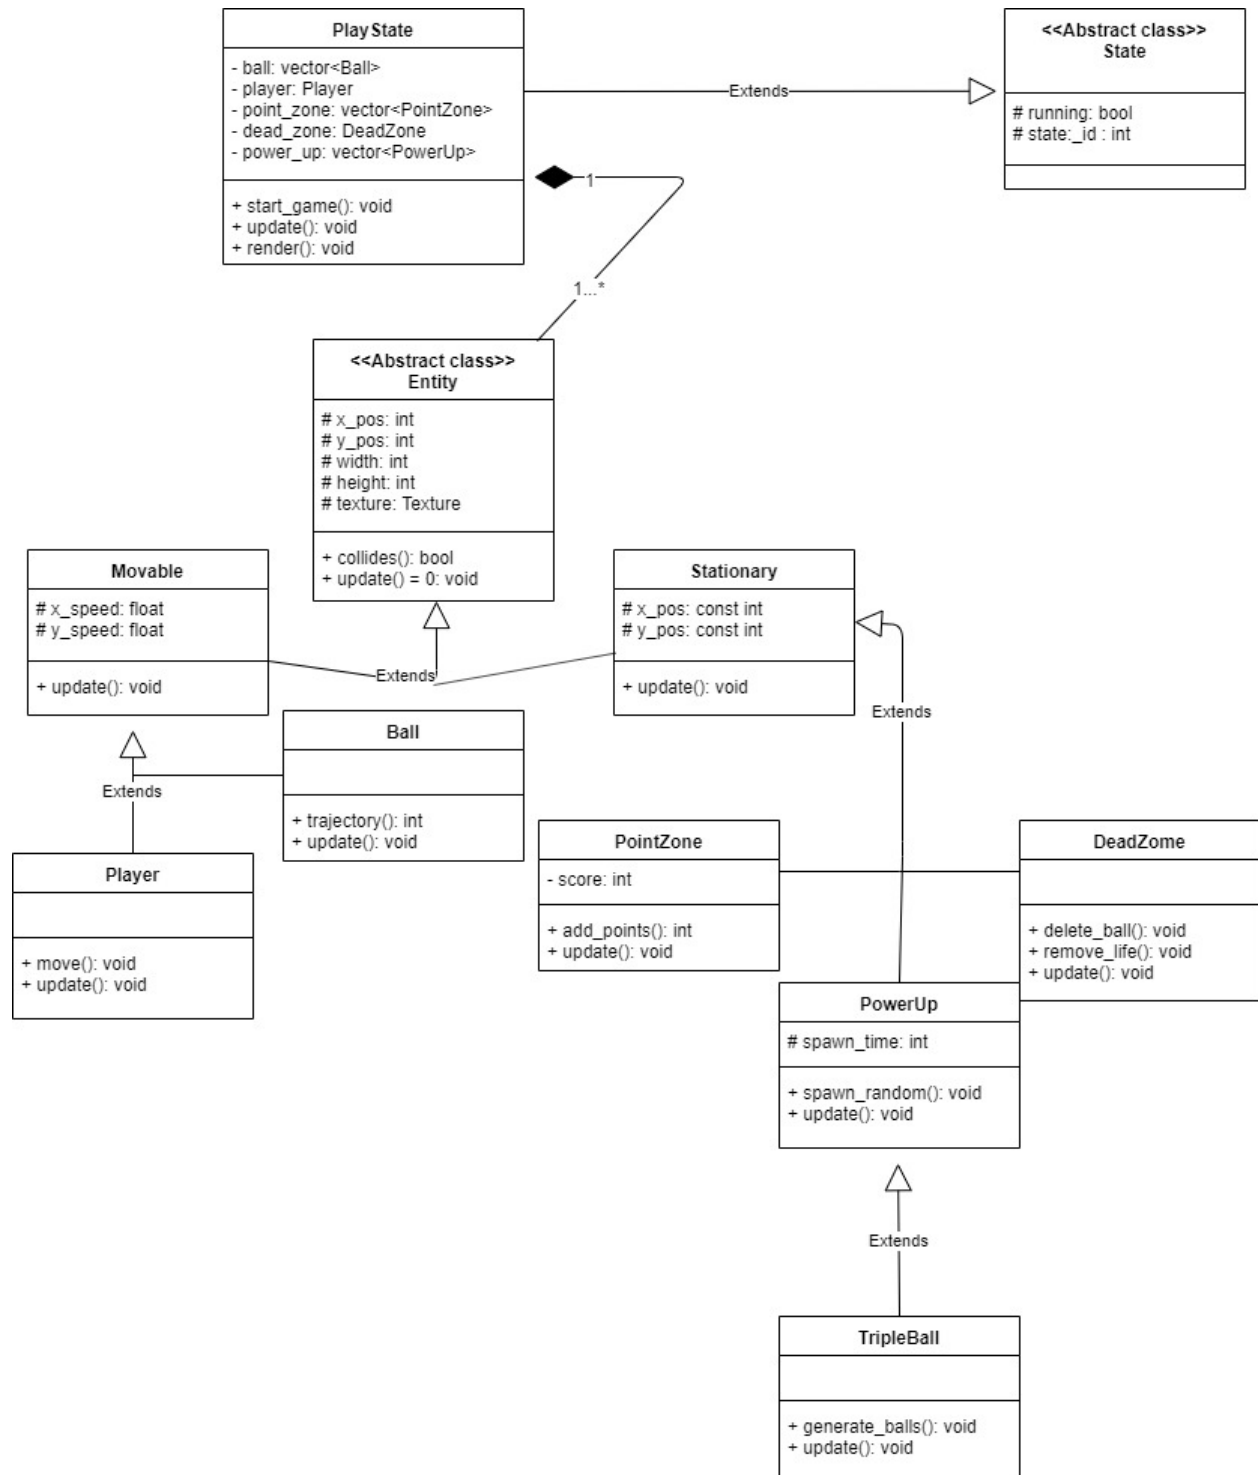 PlayState
- ball: vector<Ball>
- player: Player
- point_zone: vector<PointZone>
- dead_zone: DeadZone
- power_up: vector<PowerUp>
+ start_game(): void
+ update(): void
+ render(): void
Extends
<<Abstract class>>
State
# running: bool
# state:_id : int
1
1...*
<<Abstract class>>
Entity
# x_pos: int
# y_pos: int
# width: int
# height: int
# texture: Texture
+ collides(): bool
+ update() = 0: void
Movable
# x_speed: float
# y_speed: float
+ update(): void
Extends
Stationary
# x_pos: const int
# y_pos: const int
+ update(): void
Extends
Extends
Ball
+ trajectory(): int
+ update(): void
Player
+ move(): void
+ update(): void
PointZone
- score: int
+ add_points(): int
+ update(): void
DeadZome
+ delete_ball(): void
+ remove_life(): void
+ update(): void
PowerUp
# spawn_time: int
+ spawn_random(): void
+ update(): void
Extends
TripleBall
+ generate_balls(): void
+ update(): void